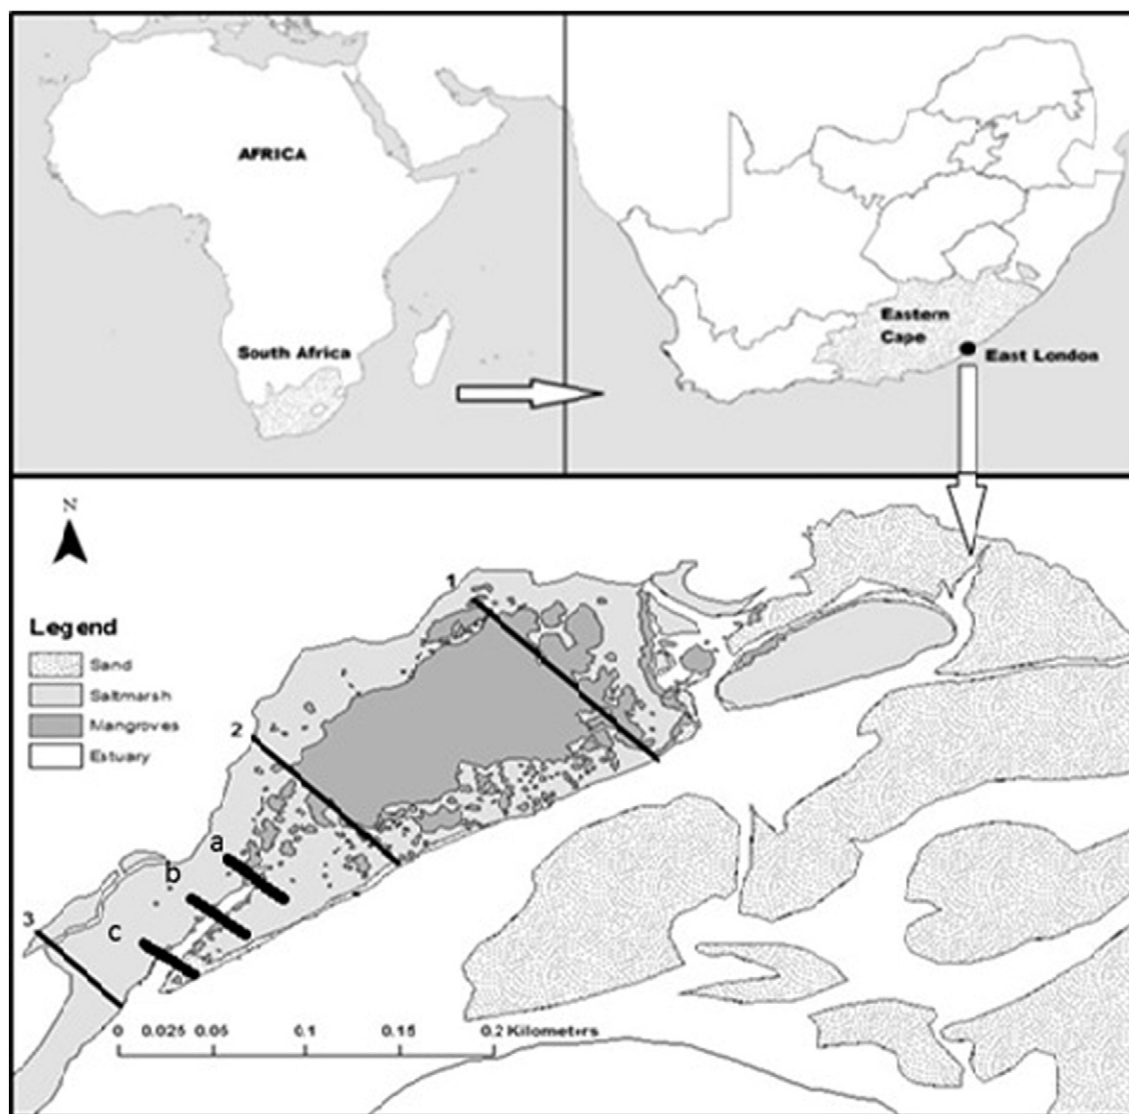 AFRICA
South Africa
Eastern
Cape
East London
N
Legend
Sand
Saltmarsh
Mangroves
Estuary
1
2
a
b
3
c
0 0.025 0.05 0.1 0.15 0.2 Kilometers